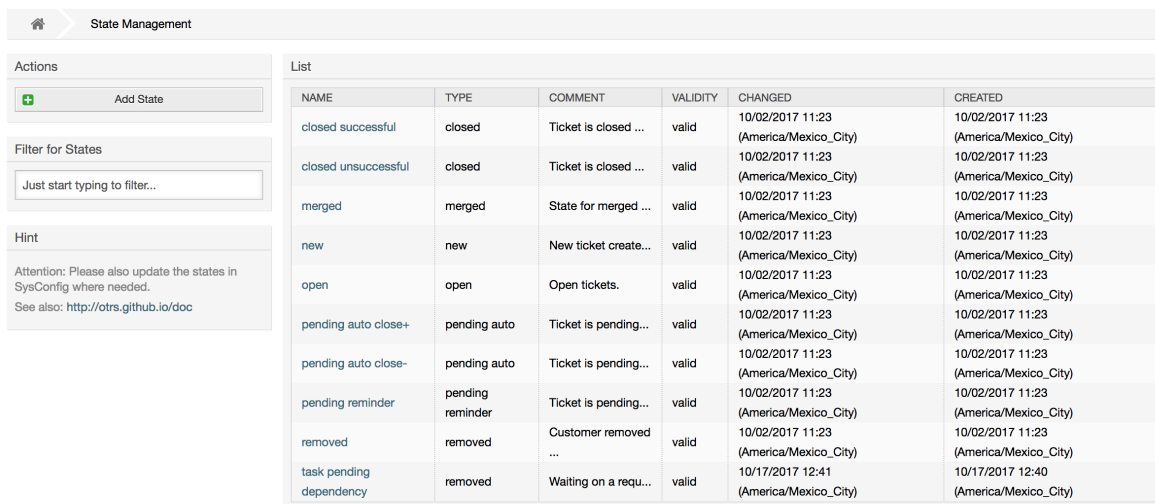 State Management
Actions
Add State
Filter for States
Just start typing to filter...
Hint
Attention: Please also update the states in
SysConfig where needed.
See also: http://otrs.github.io/doc
List
NAME TYPE COMMENT VALIDITY CHANGED CREATED
closed successful closed Ticket is closed ... valid 10/02/2017 11:23 (America/Mexico_City) 10/02/2017 11:23 (America/Mexico_City)
closed unsuccessful closed Ticket is closed ... valid 10/02/2017 11:23 (America/Mexico_City) 10/02/2017 11:23 (America/Mexico_City)
merged merged State for merged ... valid 10/02/2017 11:23 (America/Mexico_City) 10/02/2017 11:23 (America/Mexico_City)
new new New ticket create... valid 10/02/2017 11:23 (America/Mexico_City) 10/02/2017 11:23 (America/Mexico_City)
open open Open tickets. valid 10/02/2017 11:23 (America/Mexico_City) 10/02/2017 11:23 (America/Mexico_City)
pending auto close+ pending auto Ticket is pending... valid 10/02/2017 11:23 (America/Mexico_City) 10/02/2017 11:23 (America/Mexico_City)
pending auto close- pending auto Ticket is pending... valid 10/02/2017 11:23 (America/Mexico_City) 10/02/2017 11:23 (America/Mexico_City)
pending reminder pending reminder Ticket is pending... valid 10/02/2017 11:23 (America/Mexico_City) 10/02/2017 11:23 (America/Mexico_City)
removed removed Customer removed ... valid 10/02/2017 11:23 (America/Mexico_City) 10/02/2017 11:23 (America/Mexico_City)
task pending dependency removed Waiting on a requ... valid 10/17/2017 12:41 (America/Mexico_City) 10/17/2017 12:40 (America/Mexico_City)